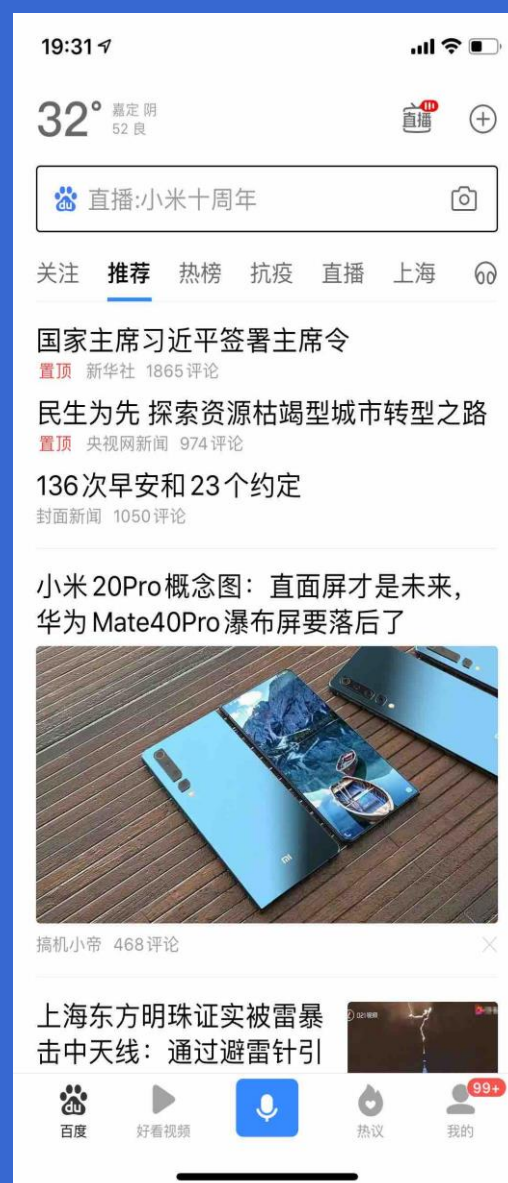 19:31
32° 嘉定 阴
52 良
直播
du 直播:小米十周年
关注 推荐 热榜 抗疫 直播 上海
国家主席习近平签署主席令
置顶 新华社 1865评论
民生为先 探索资源枯竭型城市转型之路
置顶 央视网新闻 974评论
136次早安和23个约定
封面新闻 1050评论
小米20Pro概念图：直面屏才是未来，
华为Mate40Pro瀑布屏要落后了
搞机小帝 468评论
上海东方明珠证实被雷暴
击中天线：通过避雷针引
du 99+
百度 好看视频 热议 我的